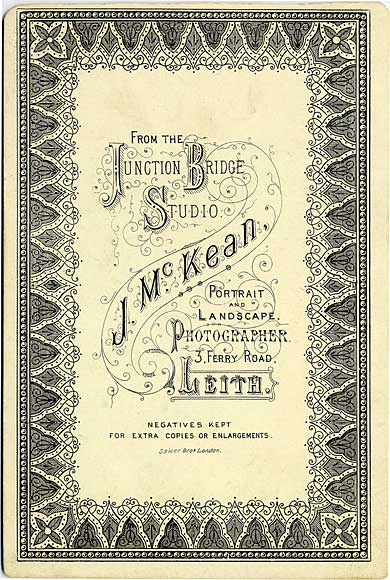 FROM THE
JUNCTION BRIDGE
STUDIO.
J. McKean,
PORTRAIT
AND
LANDSCAPE.
PHOTOGRAPHER.
3, FERRY ROAD,
LEITH.
NEGATIVES KEPT
FOR EXTRA COPIES OR ENLARGEMENTS.
Spicer Bros London.